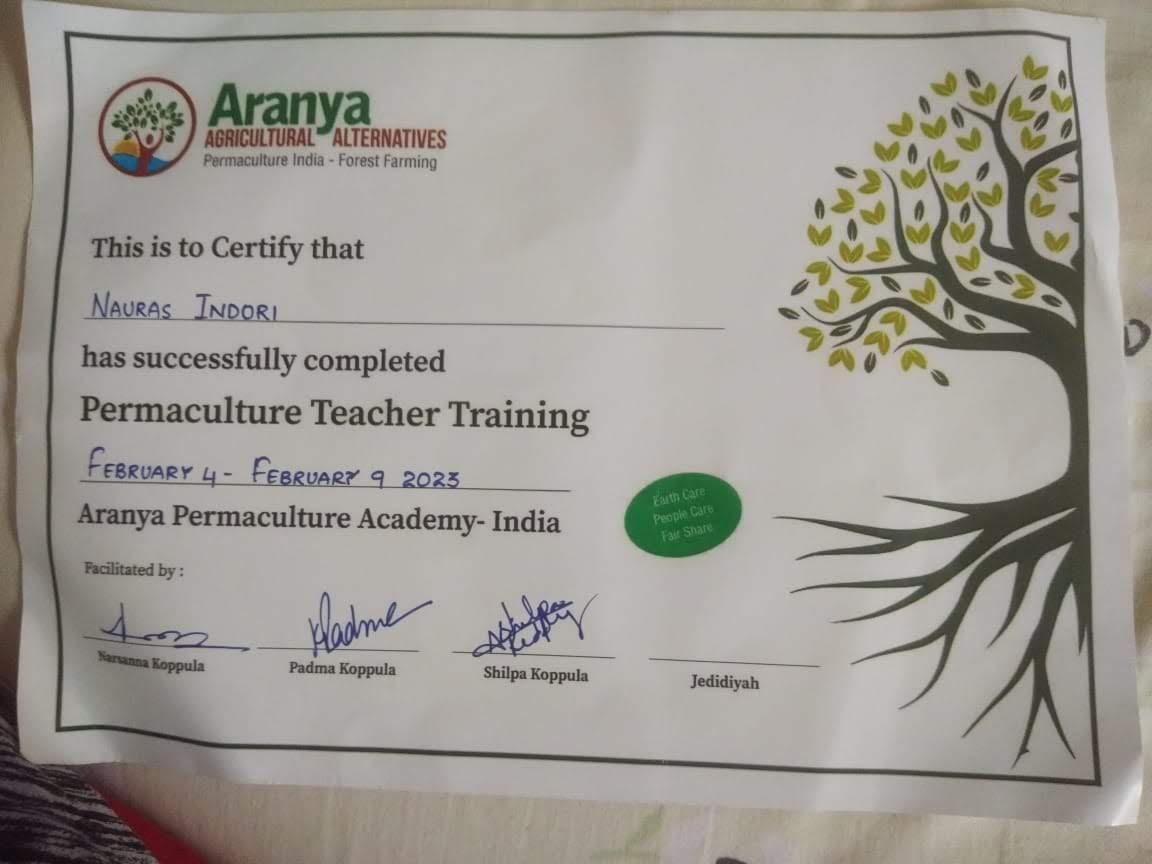 Aranya
AGRICULTURAL ALTERNATIVES
Permaculture India - Forest Farming
This is to Certify that
NAURAS INDORI
has successfully completed
Permaculture Teacher Training
FEBRUARY 4 - FEBRUARY 9 2023
Aranya Permaculture Academy- India
Earth Care
People Care
Fair Share
Facilitated by :
Padma
Narsanna Koppula
Padma Koppula
Shilpa Koppula
Jedidiyah